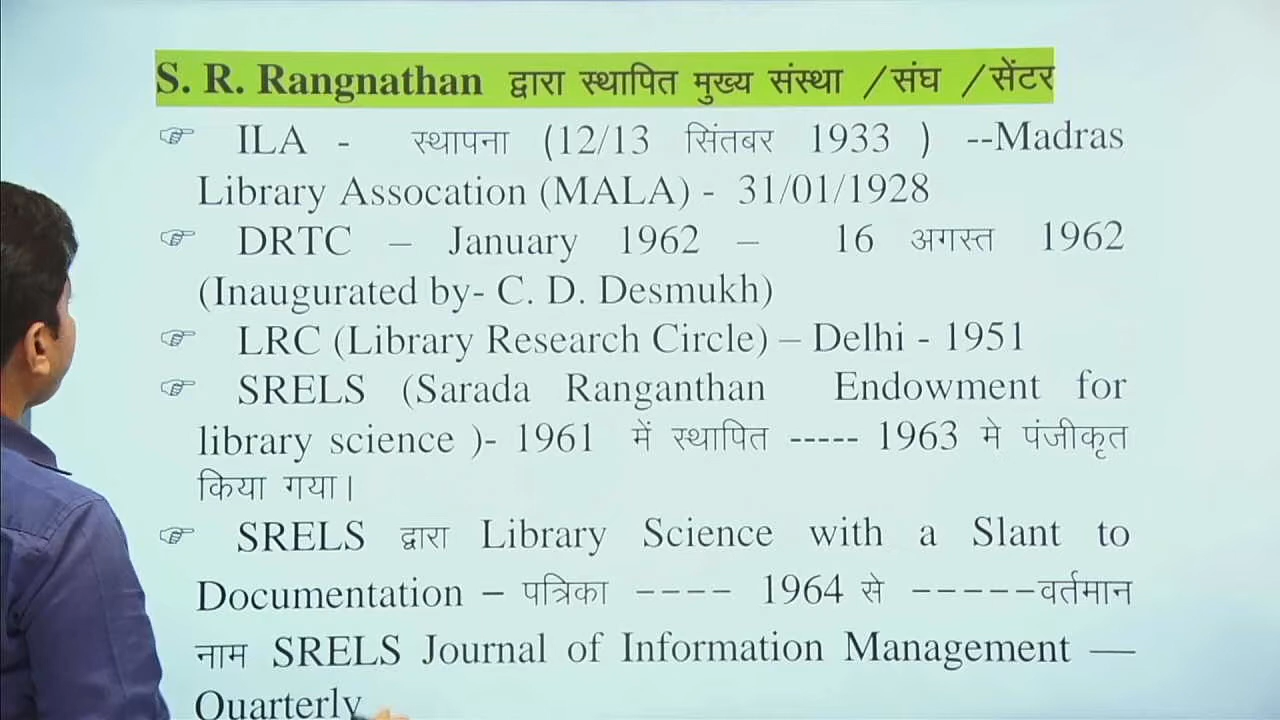 S. R. Rangnathan द्वारा स्थापित मुख्य संस्था /संघ /सेंटर
☞ ILA - स्थापना (12/13 सिंतबर 1933 ) --Madras
Library Assocation (MALA) - 31/01/1928
☞ DRTC – January 1962 – 16 अगस्त 1962
(Inaugurated by- C. D. Desmukh)
☞ LRC (Library Research Circle) – Delhi - 1951
☞ SRELS (Sarada Ranganthan Endowment for
library science )- 1961 में स्थापित ----- 1963 मे पंजीकृत
किया गया।
☞ SRELS द्वारा Library Science with a Slant to
Documentation – पत्रिका ---- 1964 से -----वर्तमान
नाम SRELS Journal of Information Management —
Quarterly